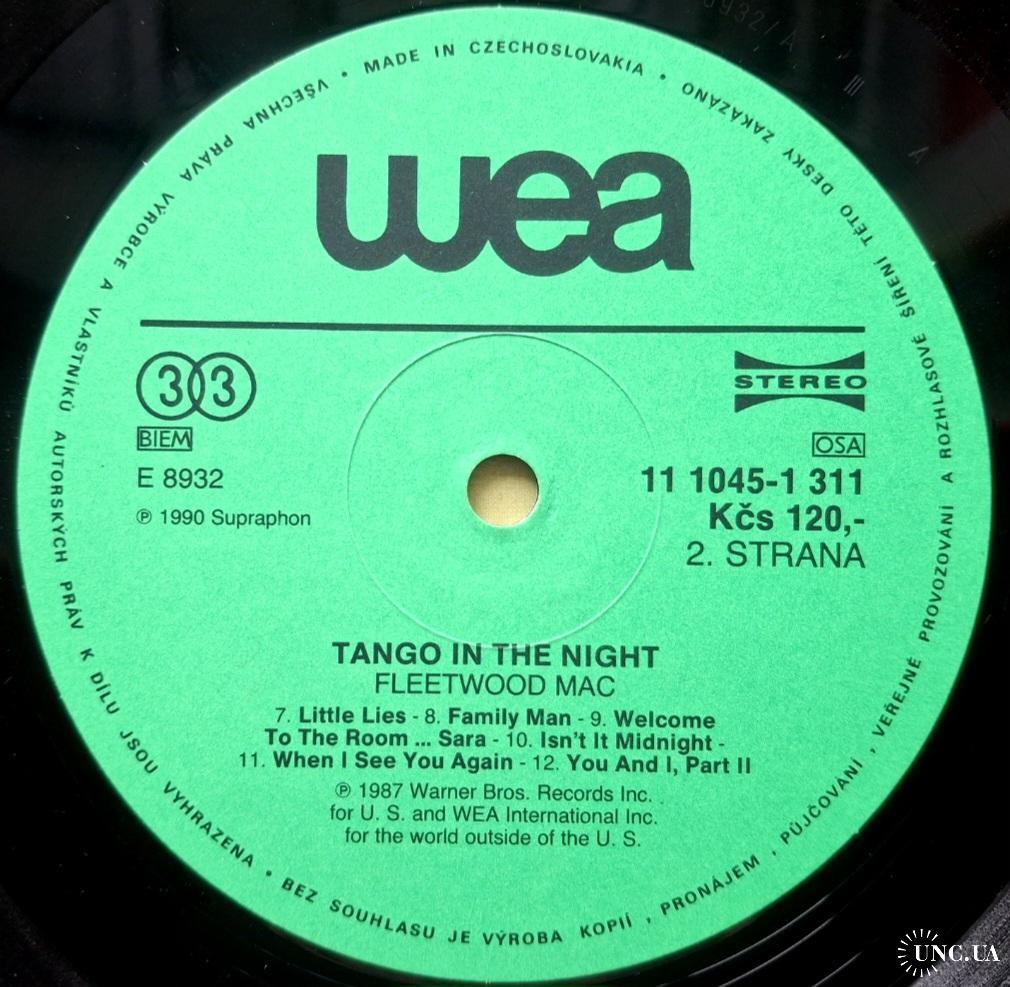 MADE IN CZECHOSLOVAKIA •
VŠECHNA PRÁVA VÝROBCE A VLASTNÍKŮ AUTORSKÝCH PRÁV K DÍLU JSOU VYHRAZENA • BEZ SOUHLASU JE VÝROBA KOPIÍ, PRONÁJEM, PŮJČOVÁNÍ, VEŘEJNÉ PROVOZOVÁNÍ A ROZHLASOVÉ ŠÍŘENÍ TÉTO DESKY ZAKÁZÁNO •
wea
33
STEREO
BIEM
OSA
E 8932
11 1045-1 311
℗ 1990 Supraphon
Kčs 120,-
2. STRANA
TANGO IN THE NIGHT
FLEETWOOD MAC
7. Little Lies - 8. Family Man - 9. Welcome
To The Room ... Sara - 10. Isn't It Midnight -
11. When I See You Again - 12. You And I, Part II
℗ 1987 Warner Bros. Records Inc.
for U. S. and WEA International Inc.
for the world outside of the U. S.
UNC.UA